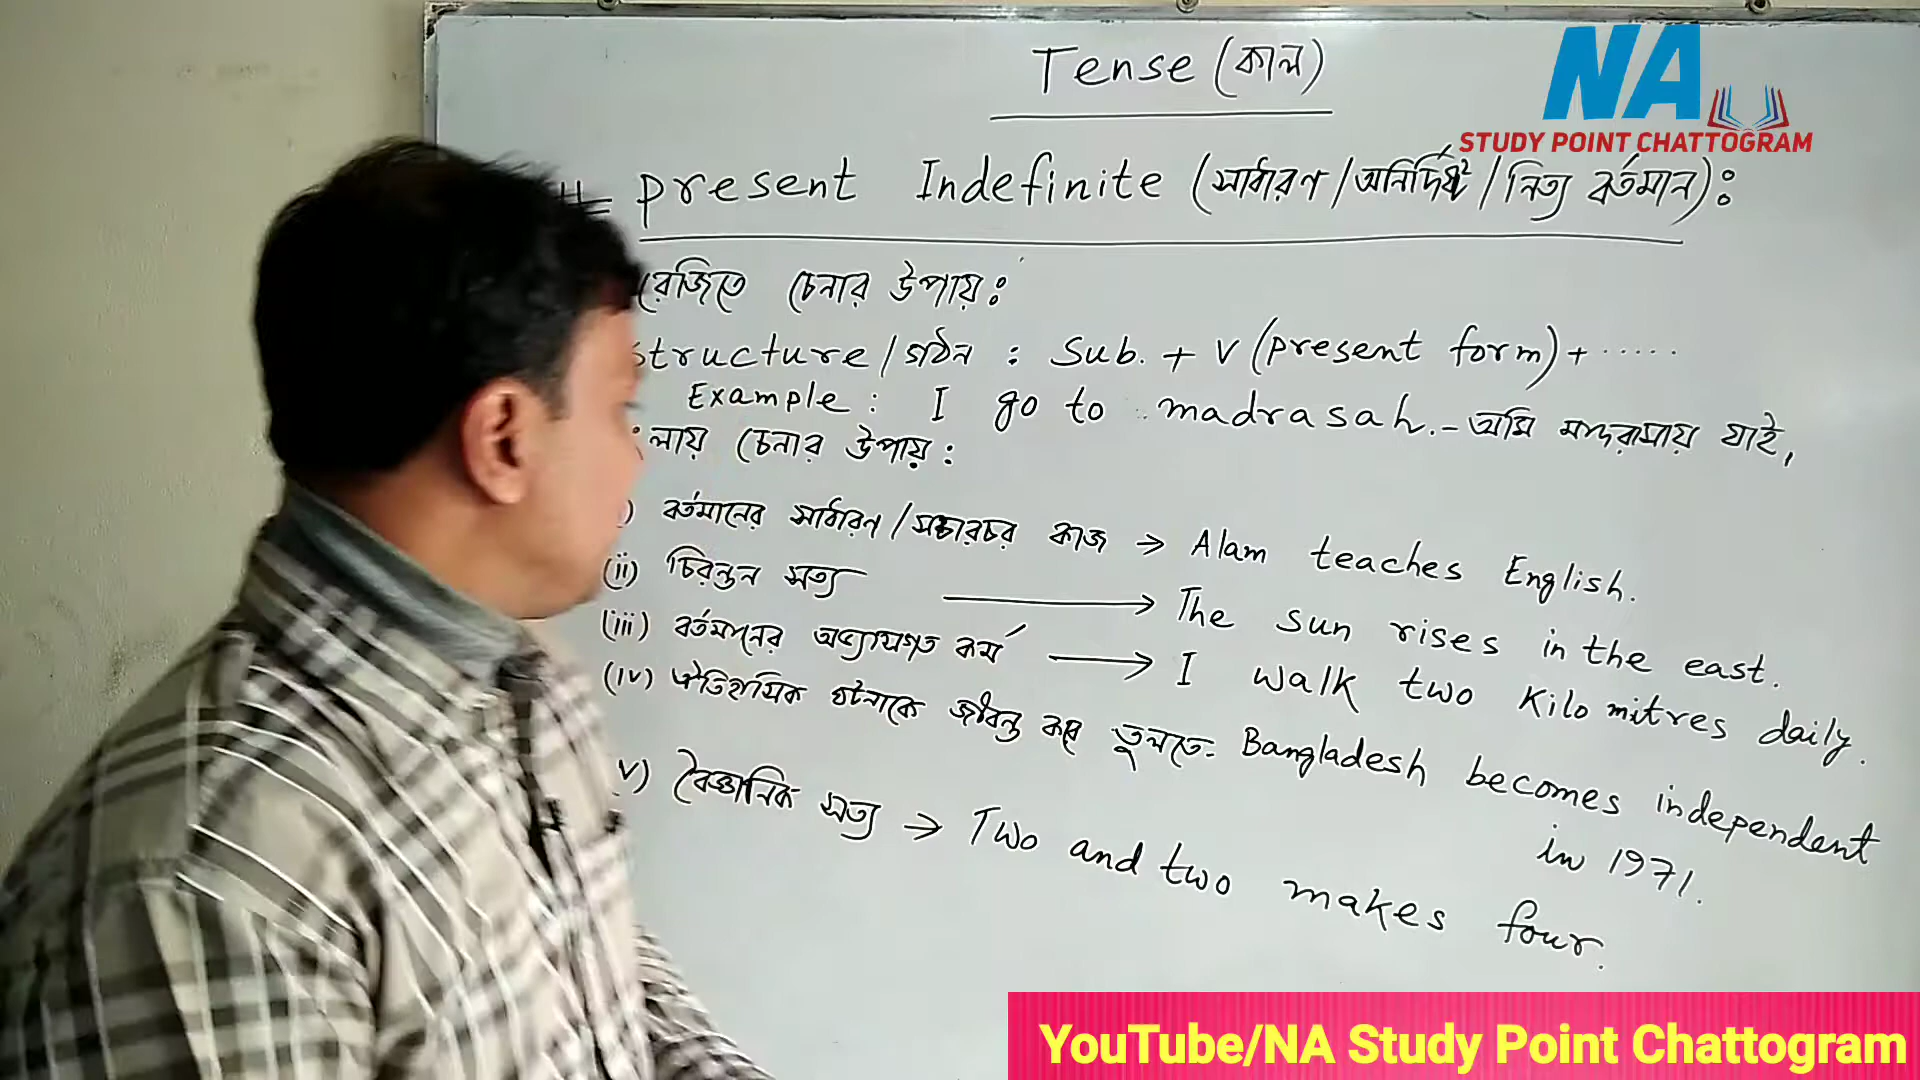 Tense (কাল)
NA
STUDY POINT CHATTOGRAM
# present Indefinite (সাধারণ/অনির্দিষ্ট/নিত্য বর্তমান):
রেজিতে চেনার উপায়:
structure/গঠন : Sub. + V (present form) + ......
Example : I go to madrasah. - আমি মাদরাসায় যাই,
লায় চেনার উপায় :
) বর্তমানের সাধারণ/সচারচর কাজ → Alam teaches English.
(ii) চিরন্তন সত্য → The sun rises in the east.
(iii) বর্তমানের অভ্যাসগত কর্ম → I walk two kilo mitres daily.
(iv) ঐতিহাসিক ঘটনাকে জীবন্ত করে তুলতে - Bangladesh becomes independent
in 1971.
v) বৈজ্ঞানিক সত্য → Two and two makes four.
YouTube/NA Study Point Chattogram